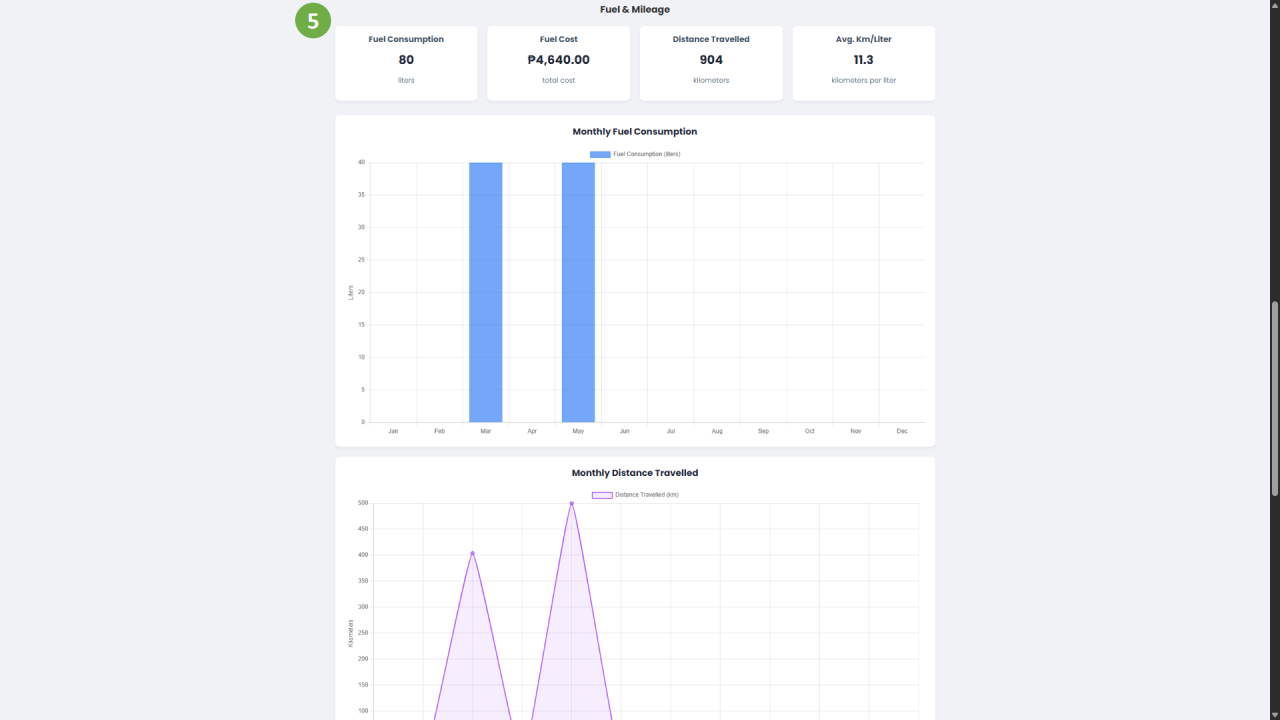 5
Fuel & Mileage
Fuel Consumption
80
liters
Fuel Cost
₱4,640.00
total cost
Distance Travelled
904
kilometers
Avg. Km/Liter
11.3
kilometers per liter
Monthly Fuel Consumption
Fuel Consumption (liters)
40
35
30
25
20
15
10
5
0
Liters
Jan Feb Mar Apr May Jun Jul Aug Sep Oct Nov Dec
Monthly Distance Travelled
Distance Travelled (km)
500
450
400
350
300
250
200
150
100
Kilometers